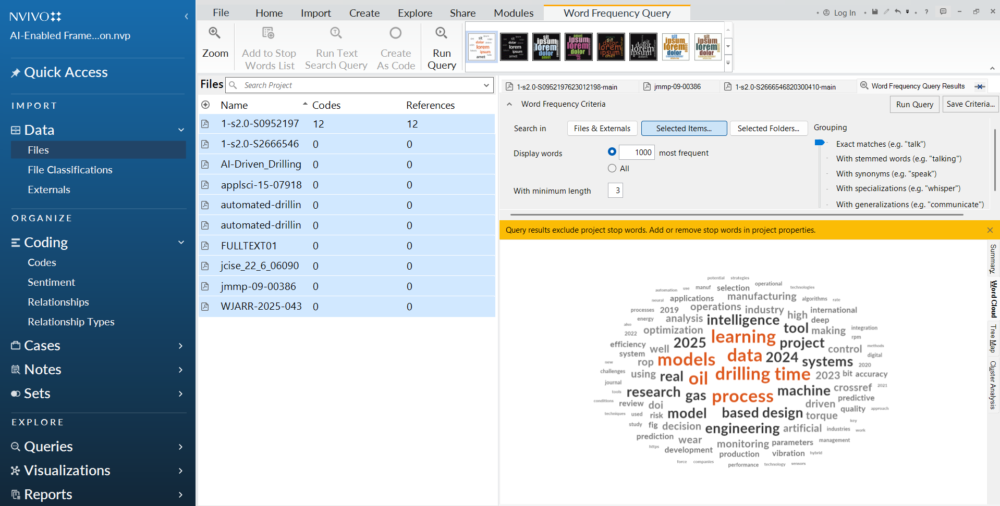 NVIVO
AI-Enabled Frame...on.nvp
Quick Access
IMPORT
Data
Files
File Classifications
Externals
ORGANIZE
Coding
Codes
Sentiment
Relationships
Relationship Types
Cases
Notes
Sets
EXPLORE
Queries
Visualizations
Reports
File Home Import Create Explore Share Modules Word Frequency Query
Log In ?
Zoom
Add to Stop Words List
Run Text Search Query
Create As Code
Run Query
Files Search Project
Name Codes References
1-s2.0-S0952197 12 12
1-s2.0-S2666546 0 0
AI-Driven_Drilling 0 0
applsci-15-07918 0 0
automated-drillin 0 0
automated-drillin 0 0
FULLTEXT01 0 0
jcise_22_6_06090 0 0
jmmp-09-00386 0 0
WJARR-2025-043 0 0
1-s2.0-S0952197623012198-main jmmp-09-00386 1-s2.0-S2666546820300410-main Word Frequency Query Results
Word Frequency Criteria Run Query Save Criteria...
Search in Files & Externals Selected Items... Selected Folders... Grouping
Exact matches (e.g. "talk")
Display words 1000 most frequent
With stemmed words (e.g. "talking")
All
With synonyms (e.g. "speak")
With minimum length 3
With specializations (e.g. "whisper")
With generalizations (e.g. "communicate")
Query results exclude project stop words. Add or remove stop words in project properties.
potential strategies
automation use manuf selection operational technologies
neural applications manufacturing algorithms rate
processes 2019 operations industry high international
energy analysis intelligence deep
also optimization learning tool making integration
2022 rpm
efficiency well 2025 project control methods
system models data 2024 systems digital
new rop 2020
challenges using real oil drilling time 2023 bit accuracy
journal
tools research gas process machine crossref 2021
conditions review doi driven predictive
techniques used risk model based design torque quality approach
study fig decision engineering artificial industries work key
prediction wear monitoring parameters management
https development production vibration hybrid
force companies performance technology sensors
Summary
Word Cloud
Tree Map
Cluster Analysis